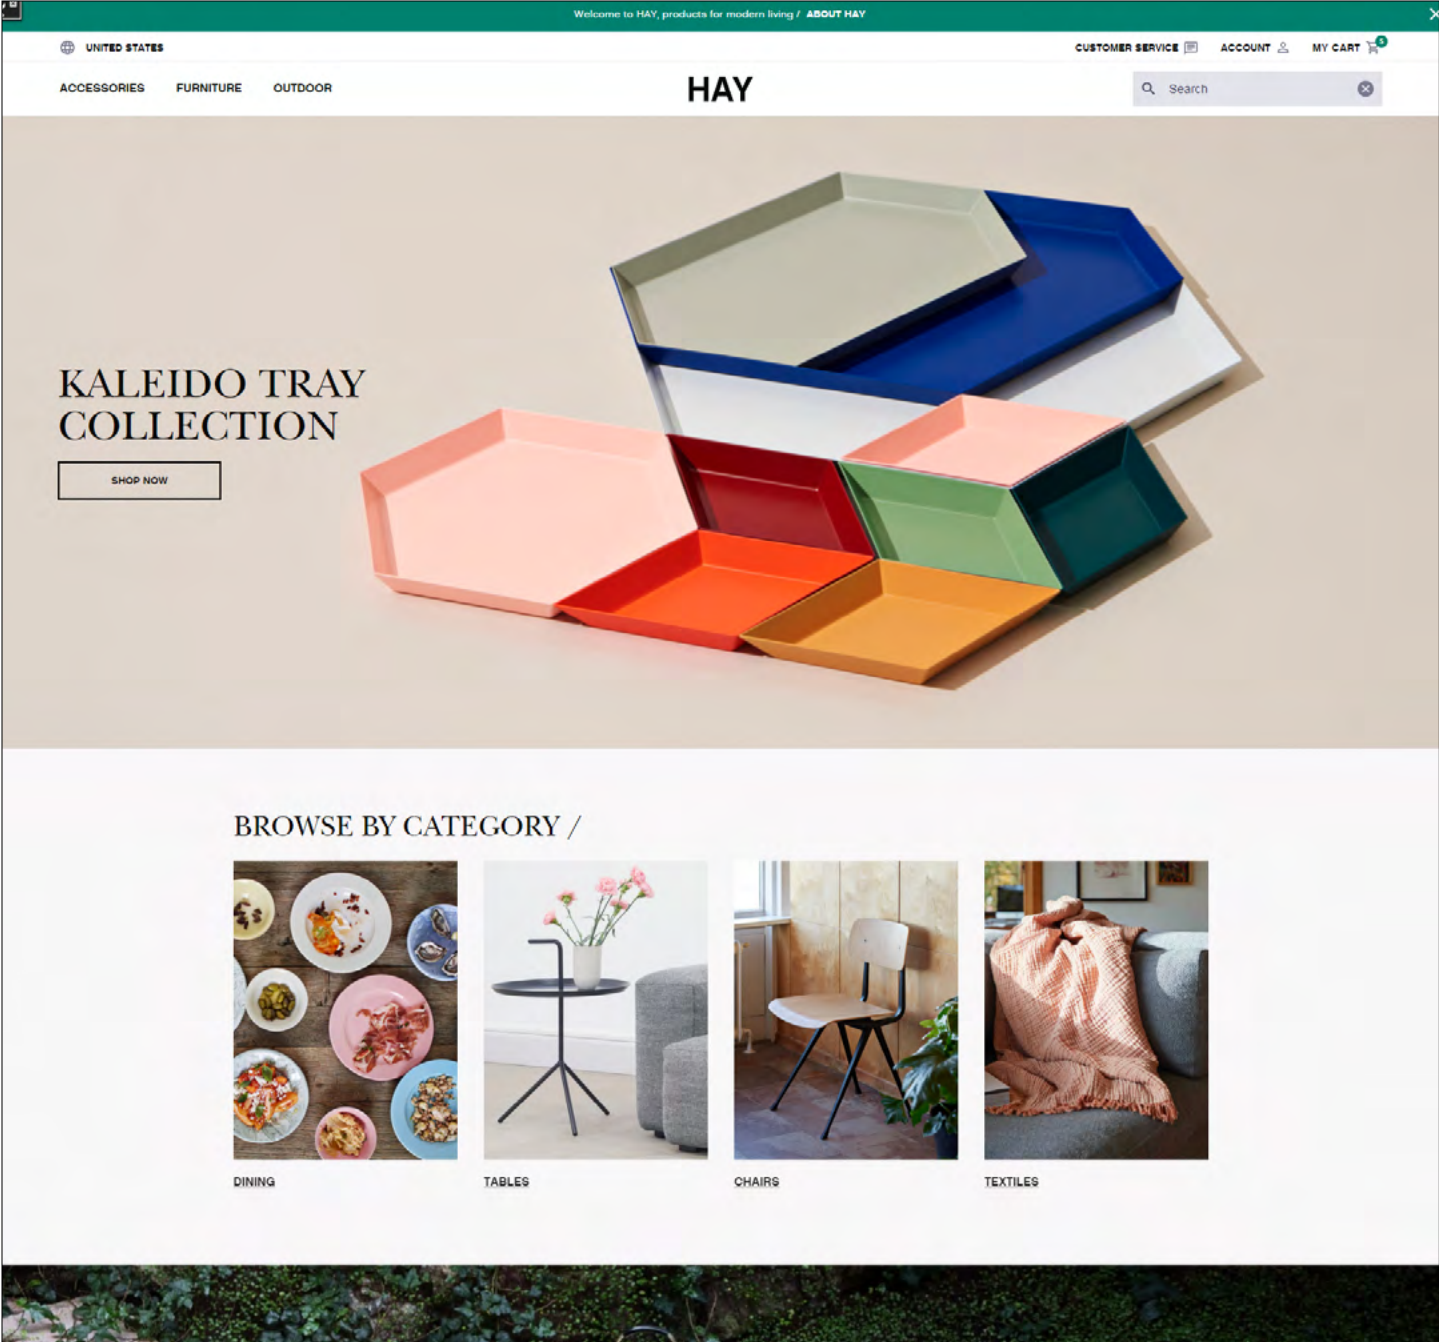 Welcome to HAY, products for modern living / ABOUT HAY
UNITED STATES
CUSTOMER SERVICE
ACCOUNT
MY CART
5
ACCESSORIES
FURNITURE
OUTDOOR
HAY
Search
KALEIDO TRAY
COLLECTION
SHOP NOW
BROWSE BY CATEGORY /
DINING
TABLES
CHAIRS
TEXTILES